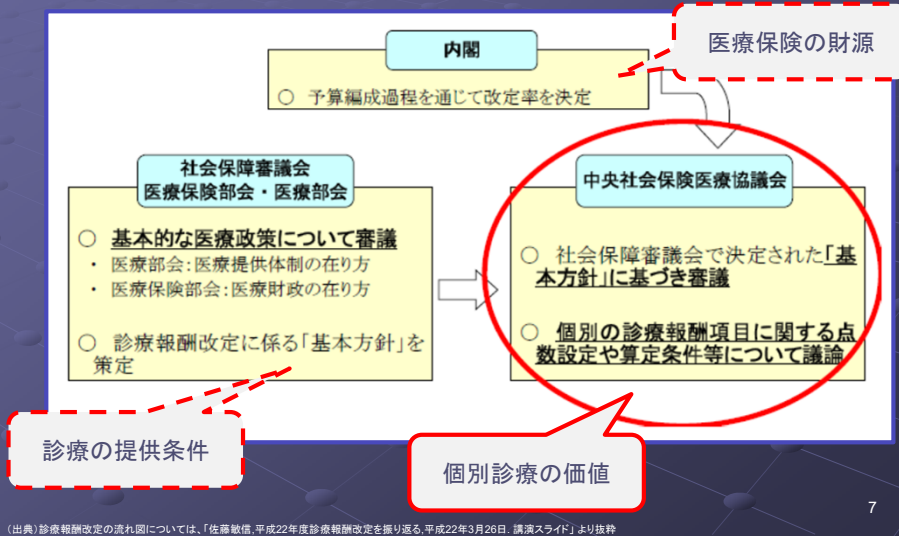 医療保険の財源
内閣
○ 予算編成過程を通じて改定率を決定
社会保障審議会
医療保険部会・医療部会
○ 基本的な医療政策について審議
・ 医療部会：医療提供体制の在り方
・ 医療保険部会：医療財政の在り方
○ 診療報酬改定に係る「基本方針」を
策定
中央社会保険医療協議会
○ 社会保障審議会で決定された「基
本方針」に基づき審議
○ 個別の診療報酬項目に関する点
数設定や算定条件等について議論
診療の提供条件
個別診療の価値
7
（出典）診療報酬改定の流れ図については、「佐藤敏信,平成22年度診療報酬改定を振り返る,平成22年3月26日. 講演スライド」 より抜粋